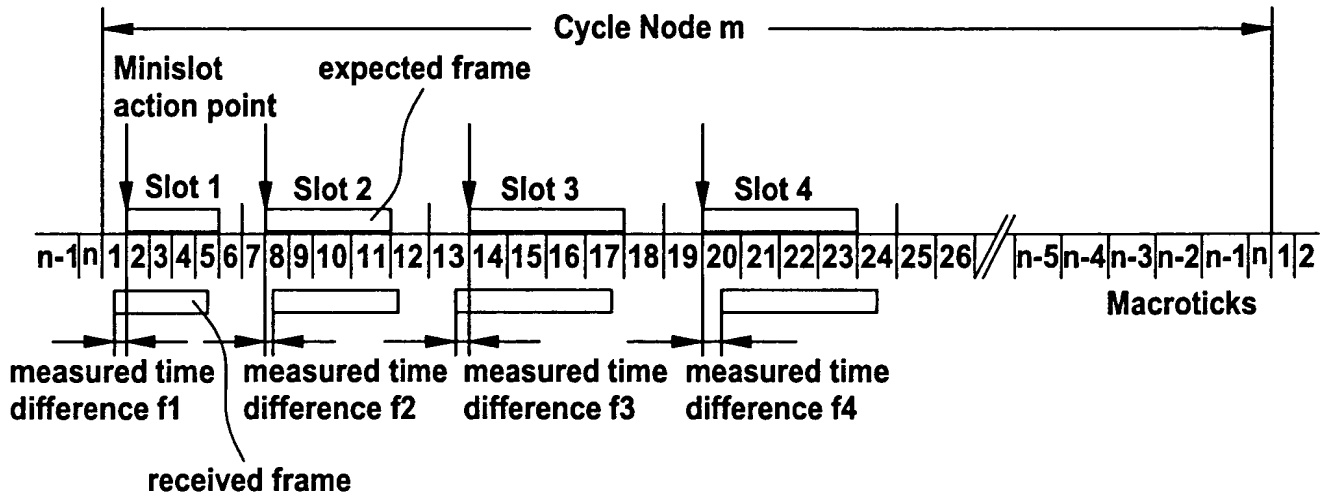 Cycle Node m
Minislot
action point
expected frame
Slot 1
Slot 2
Slot 3
Slot 4
n-1 n 1 2 3 4 5 6 7 8 9 10 11 12 13 14 15 16 17 18 19 20 21 22 23 24 25 26 n-5 n-4 n-3 n-2 n-1 n 1 2
Macroticks
measured time
difference f1
measured time
difference f2
measured time
difference f3
measured time
difference f4
received frame